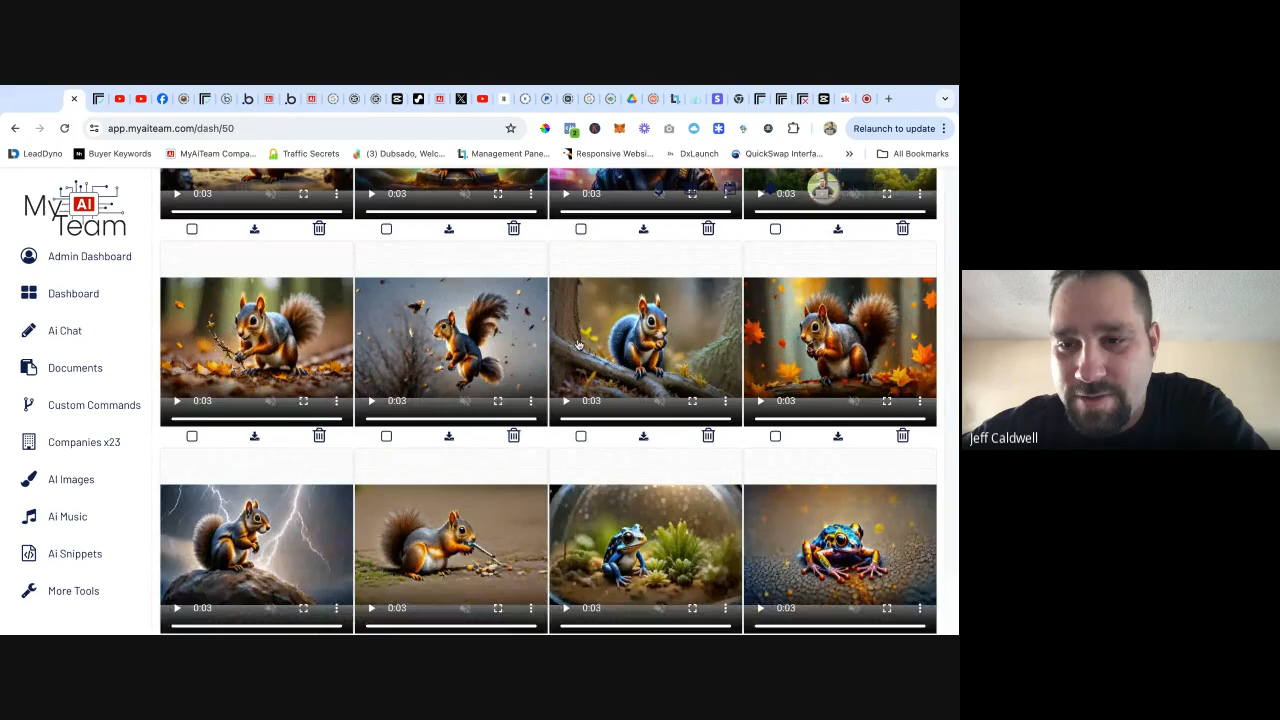 app.myaiteam.com/dash/50
2
Relaunch to update
LeadDyno
Buyer Keywords
MyAiTeam Compa...
Traffic Secrets
(3) Dubsado, Welc...
Management Pane...
Responsive Websi...
DxLaunch
QuickSwap Interfa...
All Bookmarks
My AI Team
0:03
0:03
0:03
0:03
Admin Dashboard
Dashboard
Ai Chat
Documents
Custom Commands
0:03
0:03
0:03
0:03
Companies x23
AI Images
Ai Music
Ai Snippets
More Tools
0:03
0:03
0:03
0:03
Jeff Caldwell